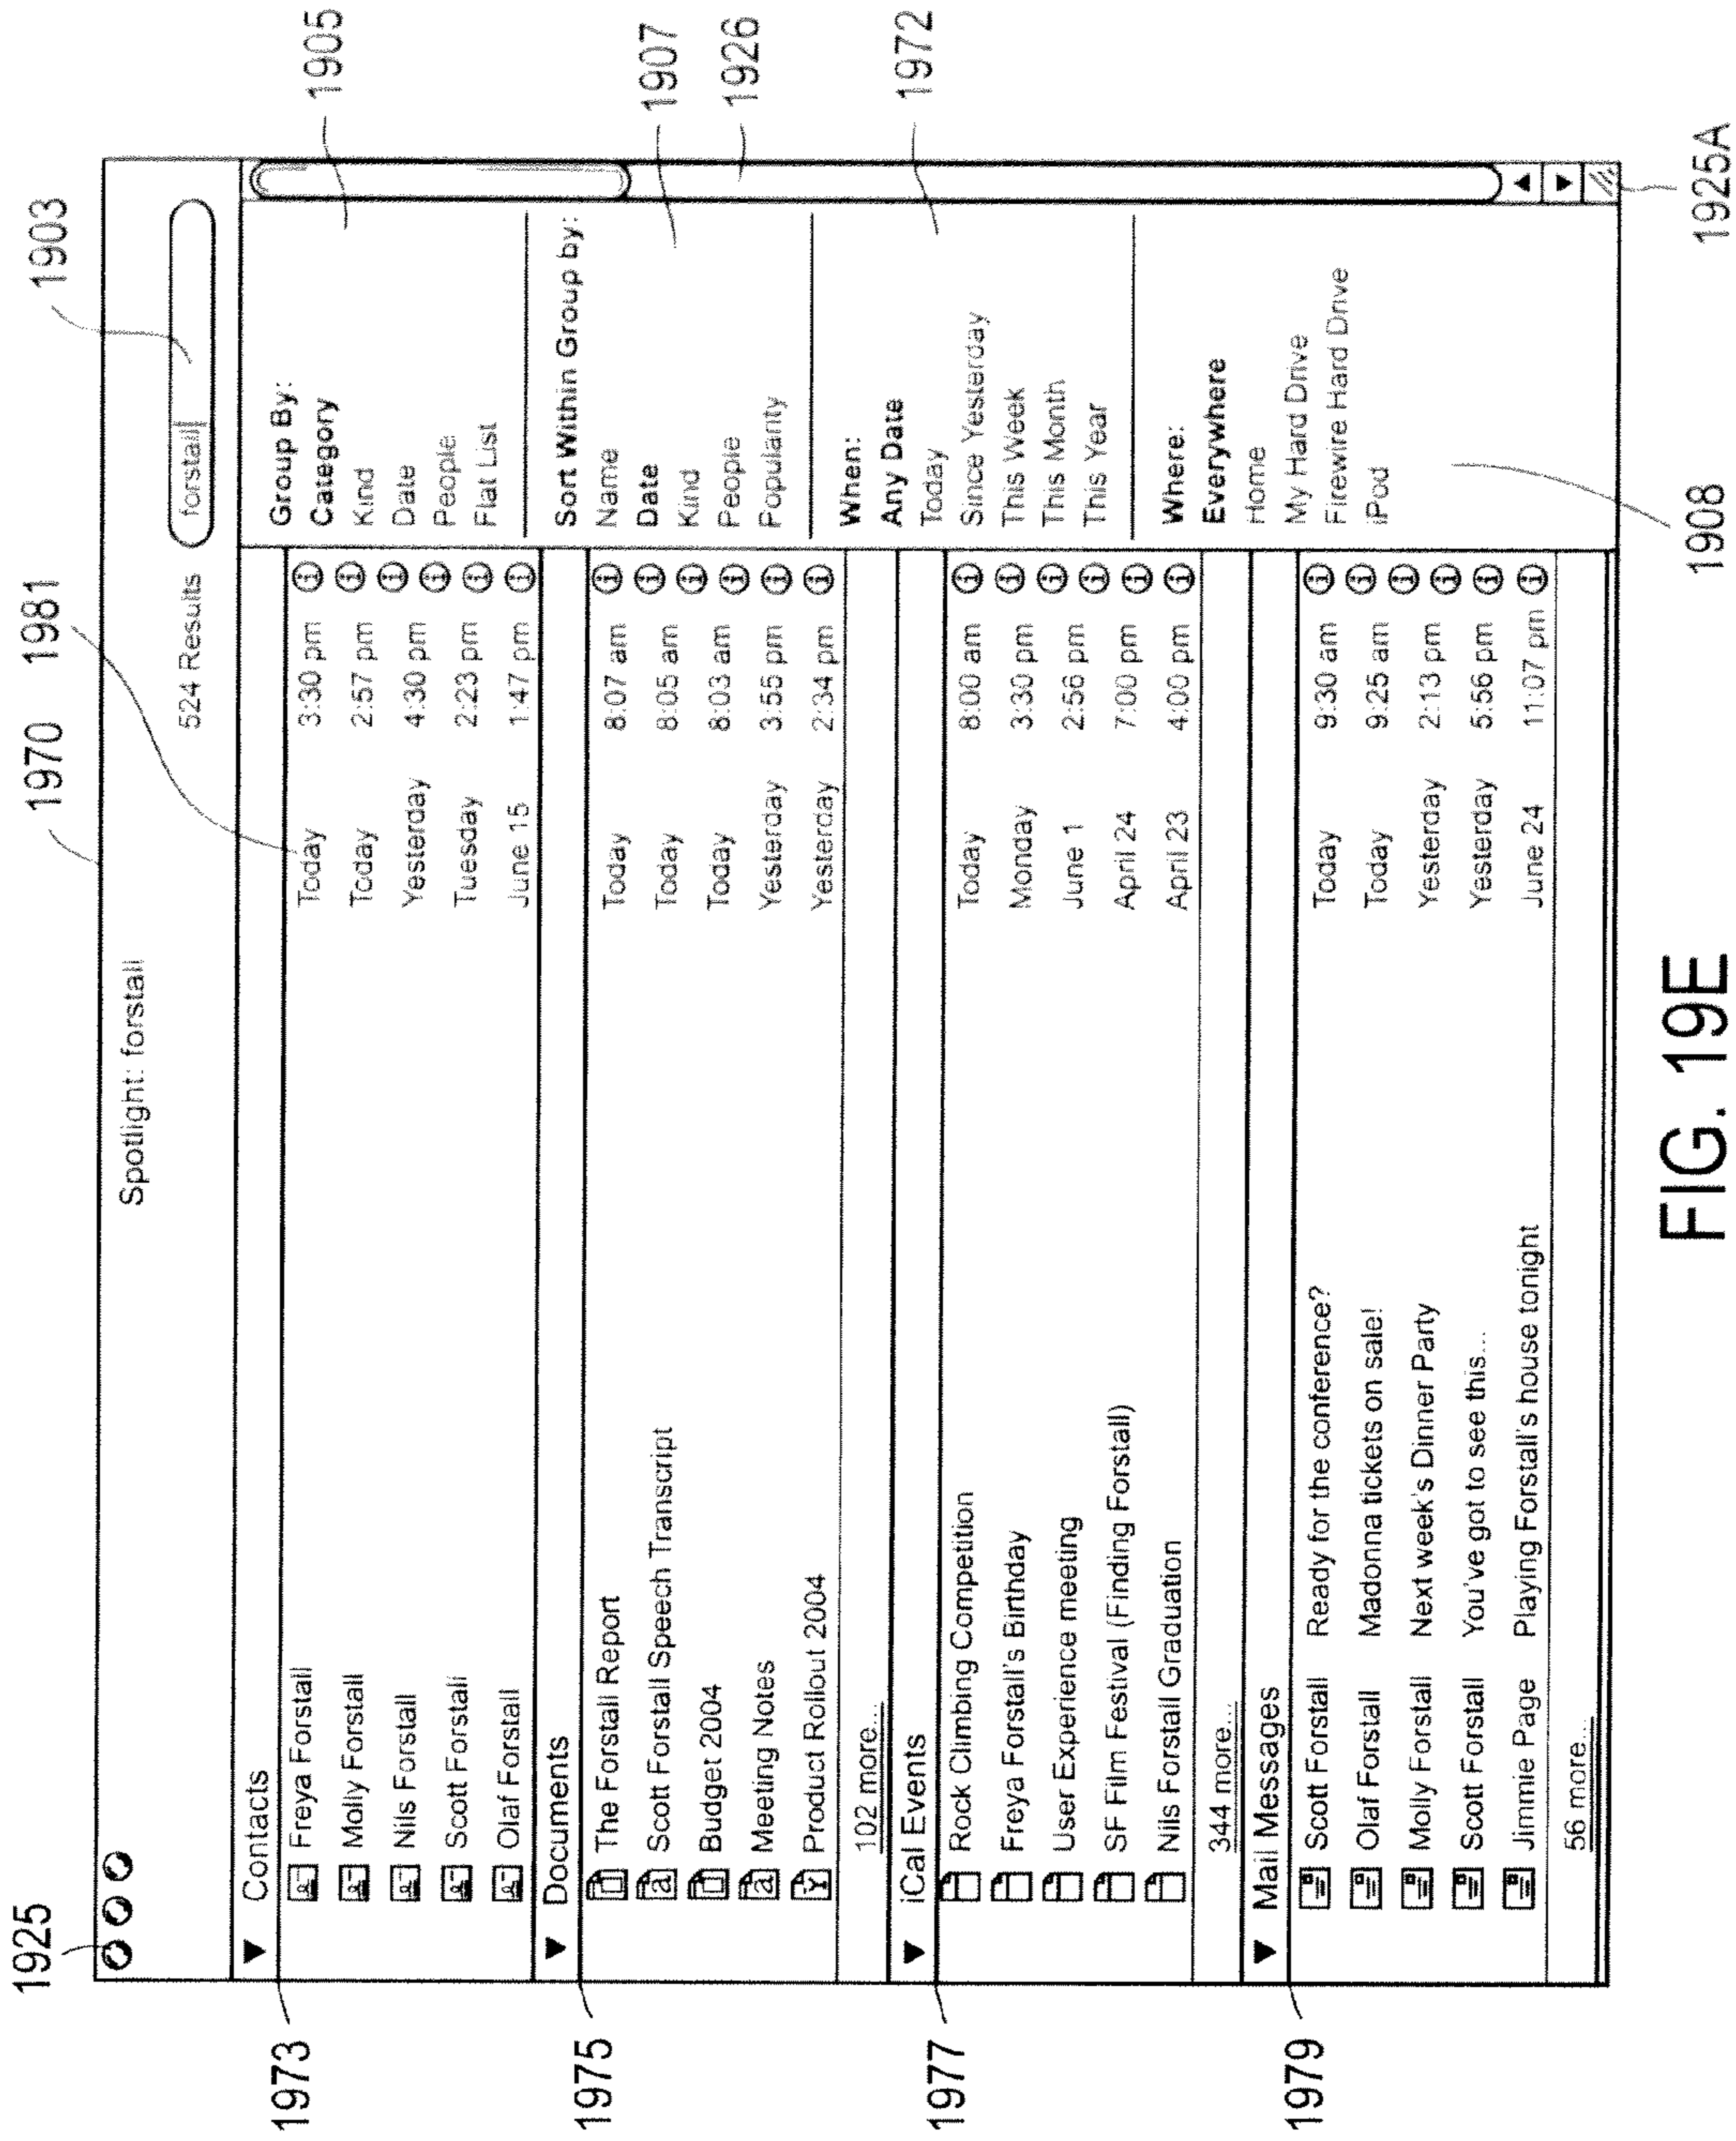 1970
1981
1903
1925
Spotlight: forstall
524 Results
forstall
Contacts
Freya Forstall Today 3:30 pm
Molly Forstall Today 2:57 pm
Nils Forstall Yesterday 4:30 pm
Scott Forstall Tuesday 2:23 pm
Olaf Forstall June 15 1:47 pm
Documents
The Forstall Report Today 8:07 am
Scott Forstall Speech Transcript Today 8:05 am
Budget 2004 Today 8:03 am
Meeting Notes Yesterday 3:55 pm
Product Rollout 2004 Yesterday 2:34 pm
102 more...
iCal Events
Rock Climbing Competition Today 8:00 am
Freya Forstall's Birthday Monday 3:30 pm
User Experience meeting June 1 2:56 pm
SF Film Festival (Finding Forstall) April 24 7:00 pm
Nils Forstall Graduation April 23 4:00 pm
344 more...
Mail Messages
Scott Forstall Ready for the conference? Today 9:30 am
Olaf Forstall Madonna tickets on sale! Today 9:25 am
Molly Forstall Next week's Dinner Party Yesterday 2:13 pm
Scott Forstall You've got to see this... Yesterday 5:56 pm
Jimmie Page Playing Forstall's house tonight June 24 11:07 pm
56 more...
Group By:
Category
Kind
Date
People
Flat List
Sort Within Group by:
Name
Date
Kind
People
Popularity
When:
Any Date
Today
Since Yesterday
This Week
This Month
This Year
Where:
Everywhere
Home
My Hard Drive
Firewire Hard Drive
iPod
1973
1975
1977
1979
1905
1907
1926
1972
1908
1925A
FIG. 19E